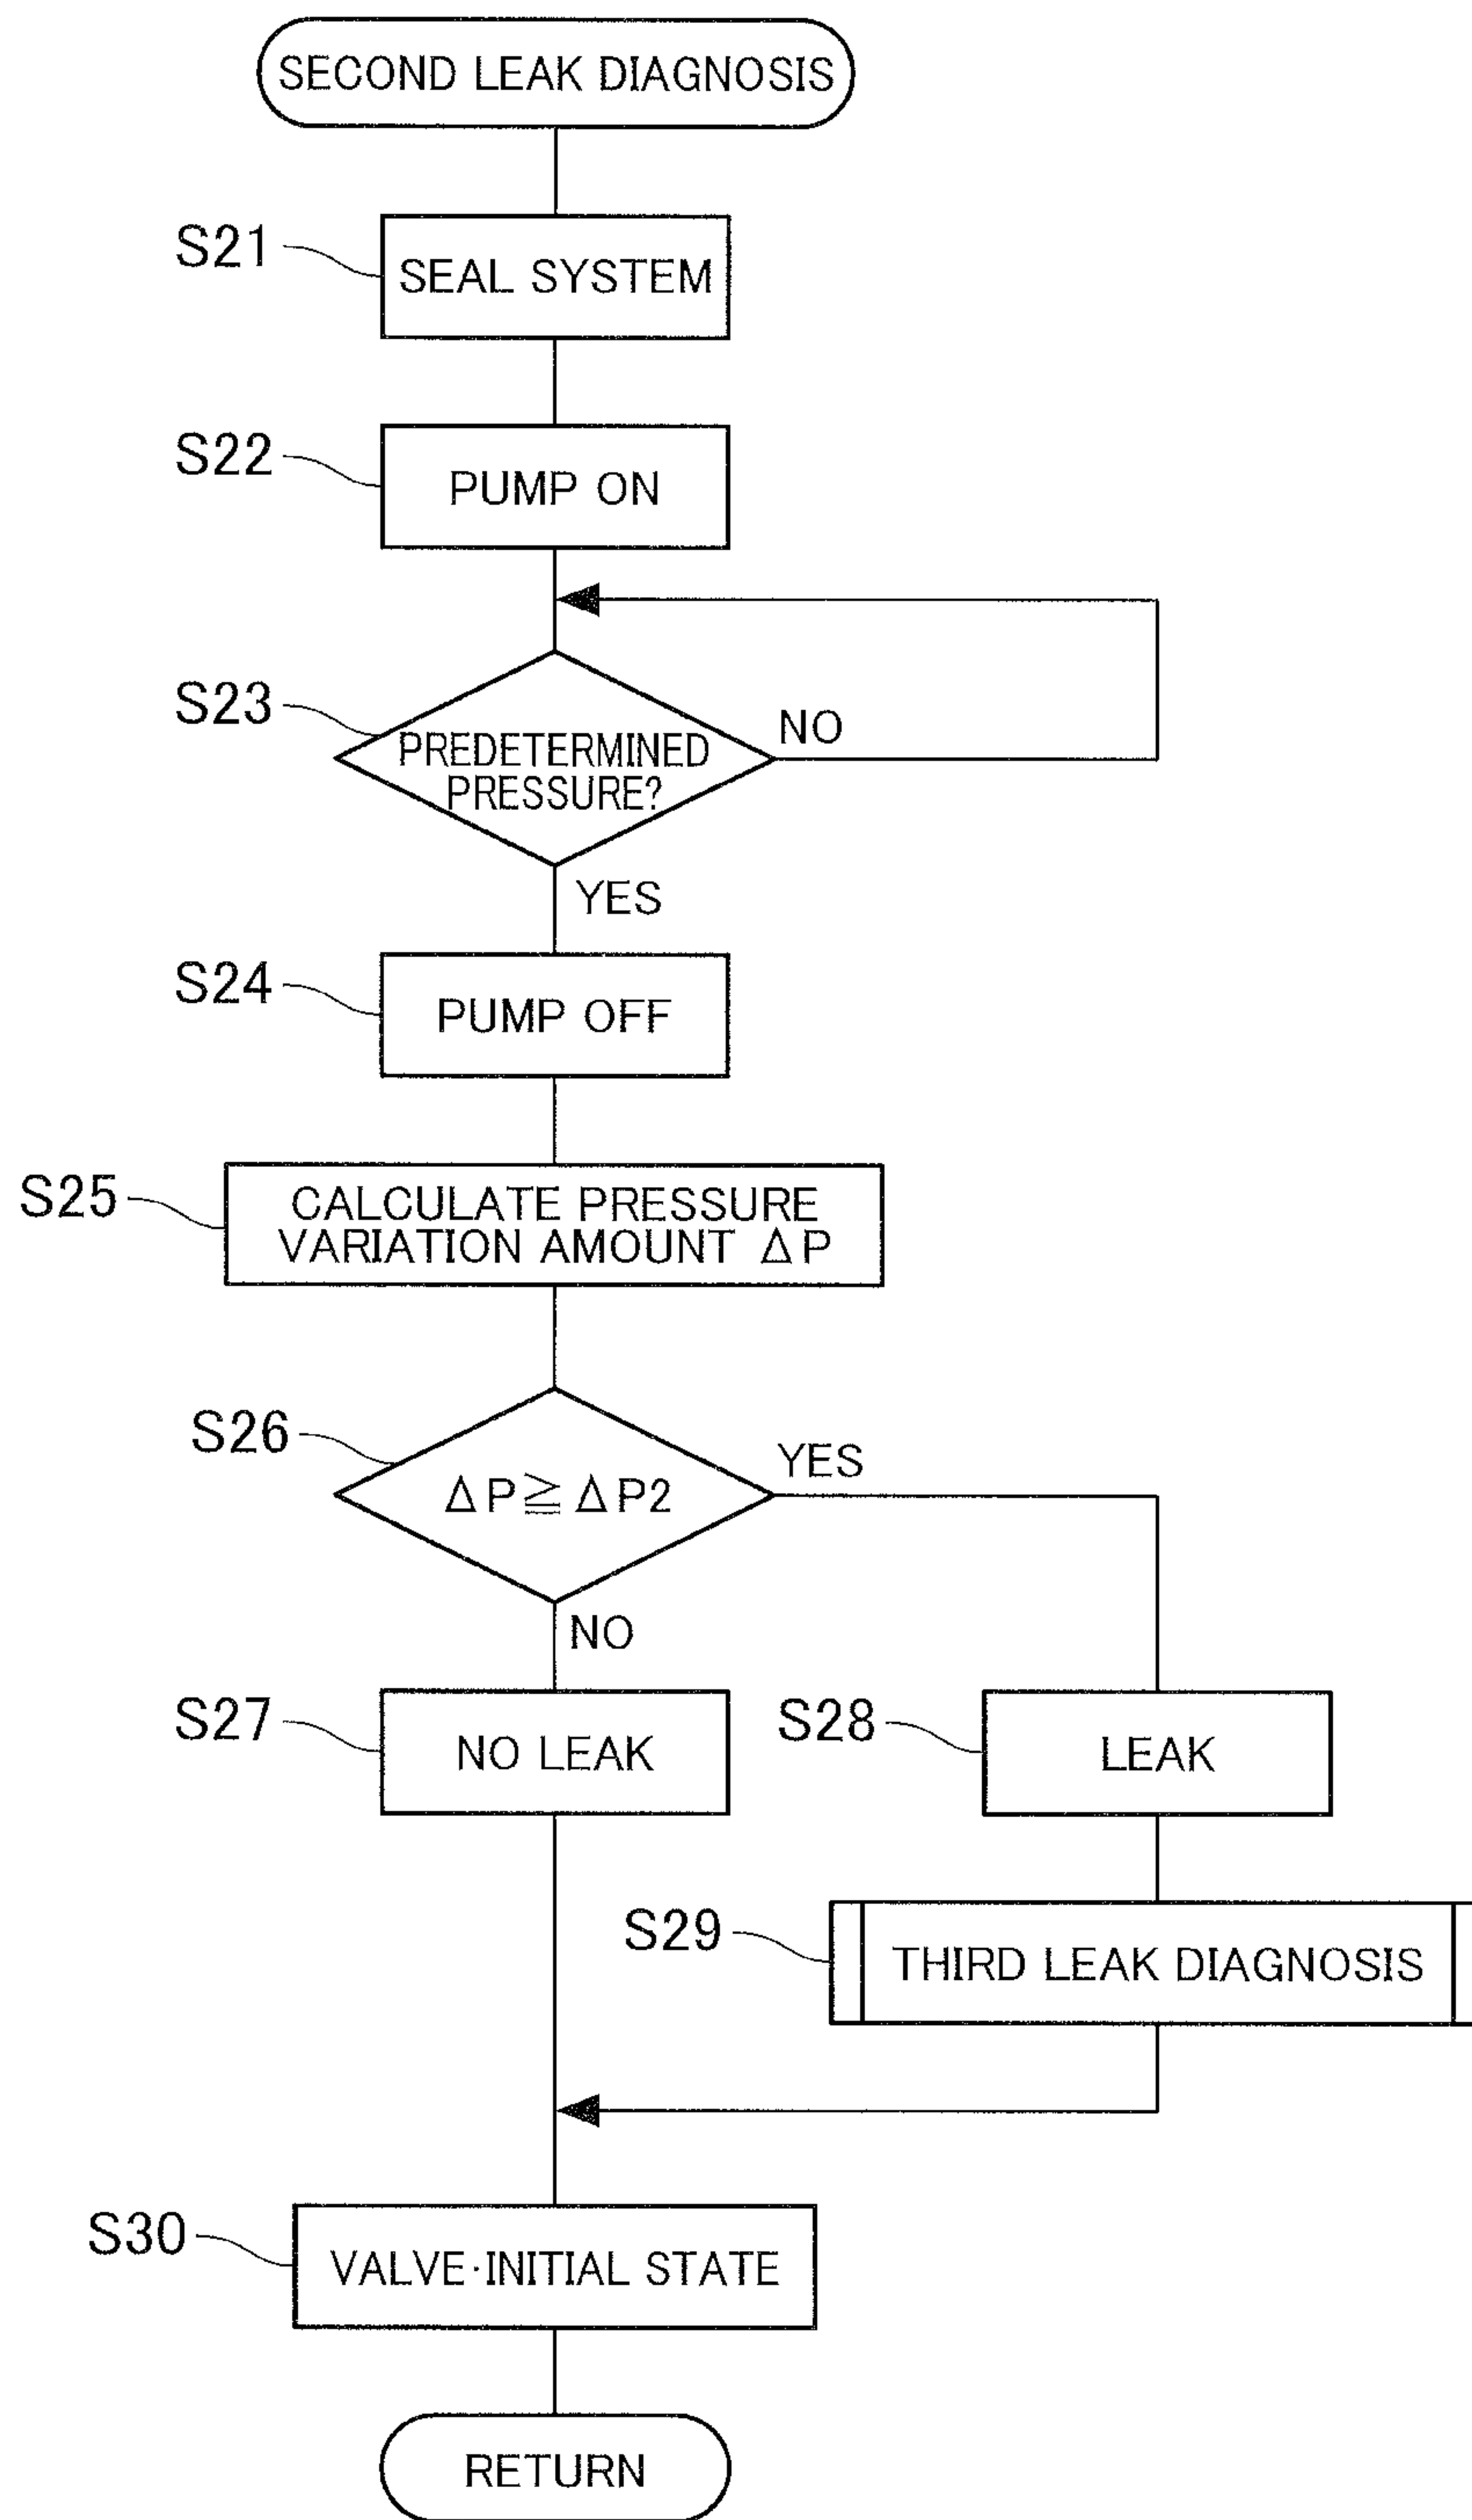 SECOND LEAK DIAGNOSIS
S21
SEAL SYSTEM
S22
PUMP ON
S23
PREDETERMINED
PRESSURE?
NO
YES
S24
PUMP OFF
S25
CALCULATE PRESSURE
VARIATION AMOUNT ΔP
S26
ΔP≧ΔP2
YES
NO
S27
NO LEAK
S28
LEAK
S29
THIRD LEAK DIAGNOSIS
S30
VALVE·INITIAL STATE
RETURN